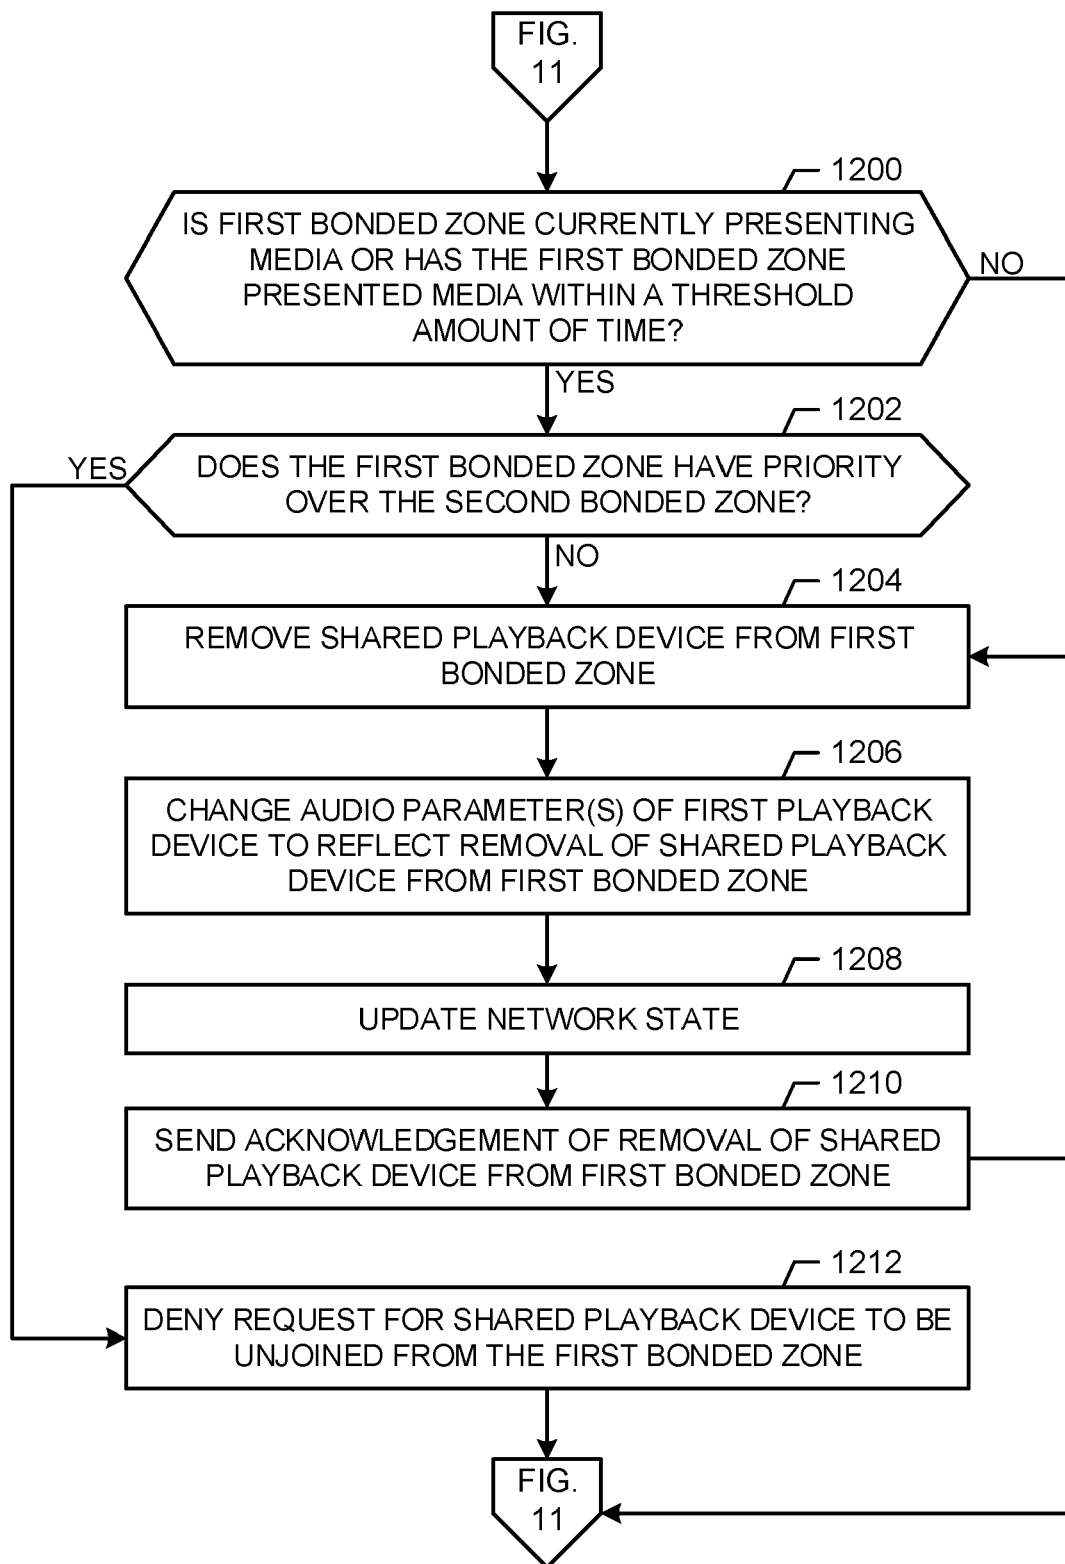 FIG.
11
1200
IS FIRST BONDED ZONE CURRENTLY PRESENTING
MEDIA OR HAS THE FIRST BONDED ZONE
PRESENTED MEDIA WITHIN A THRESHOLD
AMOUNT OF TIME?
NO
YES
1202
YES
DOES THE FIRST BONDED ZONE HAVE PRIORITY
OVER THE SECOND BONDED ZONE?
NO
1204
REMOVE SHARED PLAYBACK DEVICE FROM FIRST
BONDED ZONE
1206
CHANGE AUDIO PARAMETER(S) OF FIRST PLAYBACK
DEVICE TO REFLECT REMOVAL OF SHARED PLAYBACK
DEVICE FROM FIRST BONDED ZONE
1208
UPDATE NETWORK STATE
1210
SEND ACKNOWLEDGEMENT OF REMOVAL OF SHARED
PLAYBACK DEVICE FROM FIRST BONDED ZONE
1212
DENY REQUEST FOR SHARED PLAYBACK DEVICE TO BE
UNJOINED FROM THE FIRST BONDED ZONE
FIG.
11